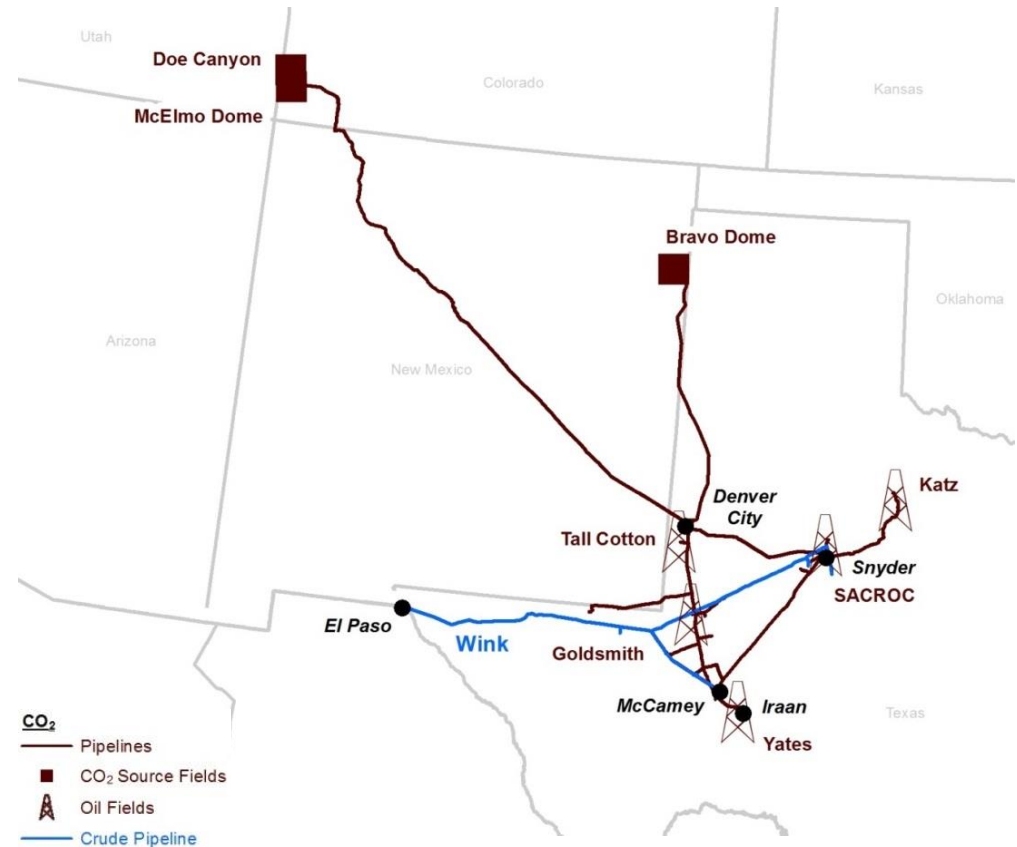 Utah
Doe Canyon
Colorado
Kansas
McElmo Dome
Bravo Dome
Oklahoma
Arizona
New Mexico
Katz
Denver
City
Tall Cotton
Snyder
SACROC
El Paso
Wink
Goldsmith
McCamey
Iraan
Texas
Yates
CO₂
Pipelines
CO₂ Source Fields
Oil Fields
Crude Pipeline